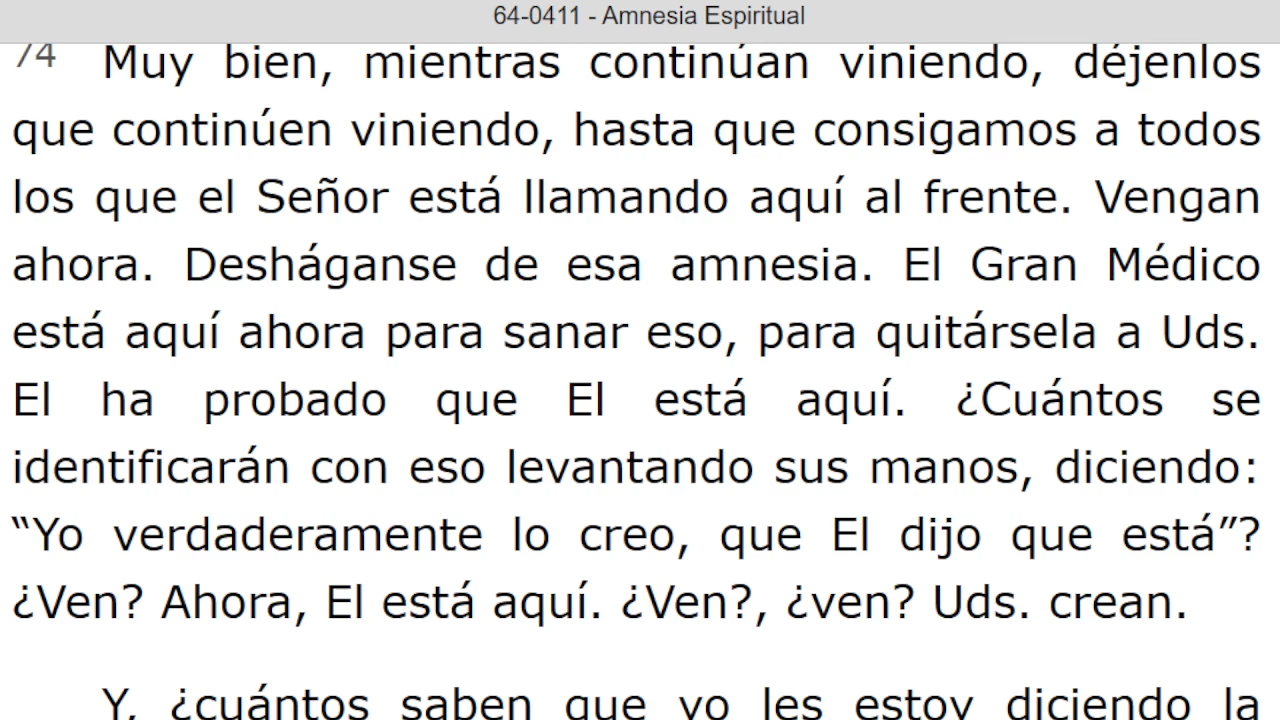 64-0411 - Amnesia Espiritual
74 Muy bien, mientras continúan viniendo, déjenlos
que continúen viniendo, hasta que consigamos a todos
los que el Señor está llamando aquí al frente. Vengan
ahora. Desháganse de esa amnesia. El Gran Médico
está aquí ahora para sanar eso, para quitársela a Uds.
El ha probado que El está aquí. ¿Cuántos se
identificarán con eso levantando sus manos, diciendo:
“Yo verdaderamente lo creo, que El dijo que está”?
¿Ven? Ahora, El está aquí. ¿Ven?, ¿ven? Uds. crean.
Y, ¿cuántos saben que yo les estoy diciendo la